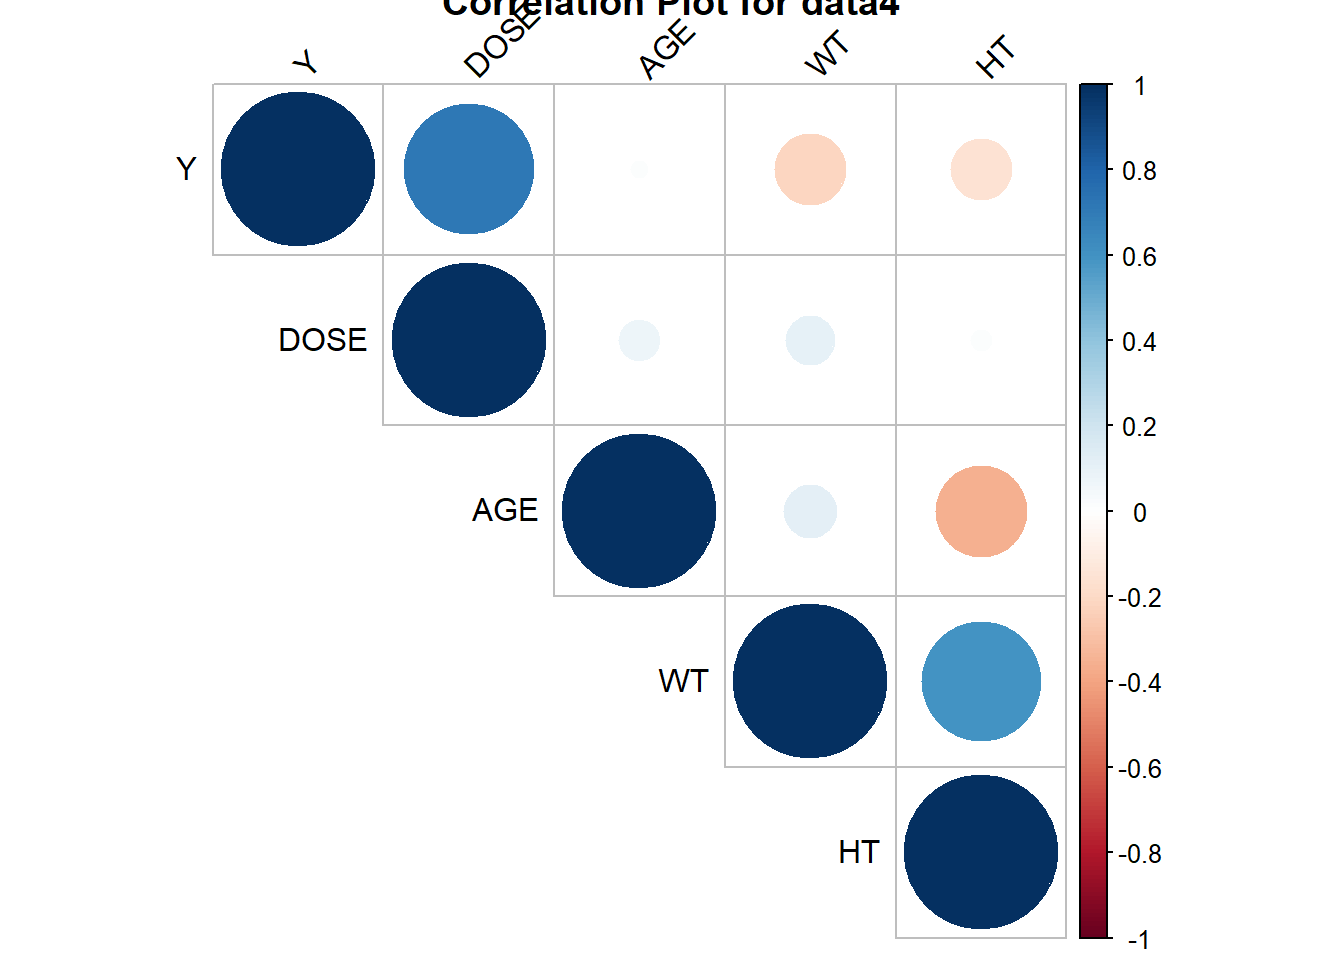 Correlation Plot for data4
Y DOSE AGE WT HT
Y
DOSE
AGE
WT
HT
1
0.8
0.6
0.4
0.2
0
-0.2
-0.4
-0.6
-0.8
-1